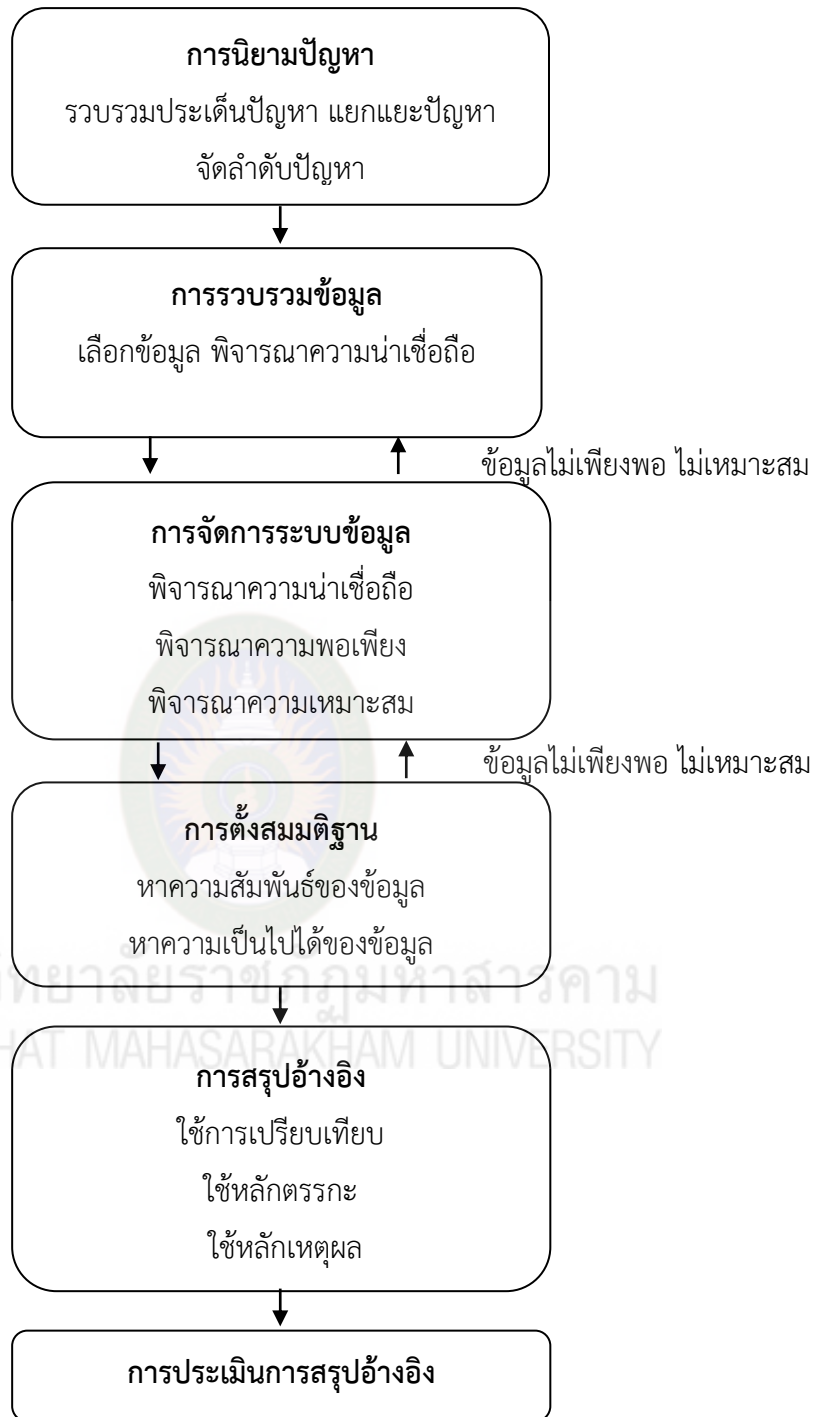 การนิยามปัญหา
รวบรวมประเด็นปัญหา แยกแยะปัญหา
จัดลำดับปัญหา
การรวบรวมข้อมูล
เลือกข้อมูล พิจารณาความน่าเชื่อถือ
ข้อมูลไม่เพียงพอ ไม่เหมาะสม
การจัดการระบบข้อมูล
พิจารณาความน่าเชื่อถือ
พิจารณาความพอเพียง
พิจารณาความเหมาะสม
ข้อมูลไม่เพียงพอ ไม่เหมาะสม
การตั้งสมมติฐาน
หาความสัมพันธ์ของข้อมูล
หาความเป็นไปได้ของข้อมูล
ทยาลัยราชภัฏมหาสารคาม
HAT MAHASARAKHAM UNIVERSITY
การสรุปอ้างอิง
ใช้การเปรียบเทียบ
ใช้หลักตรรกะ
ใช้หลักเหตุผล
การประเมินการสรุปอ้างอิง